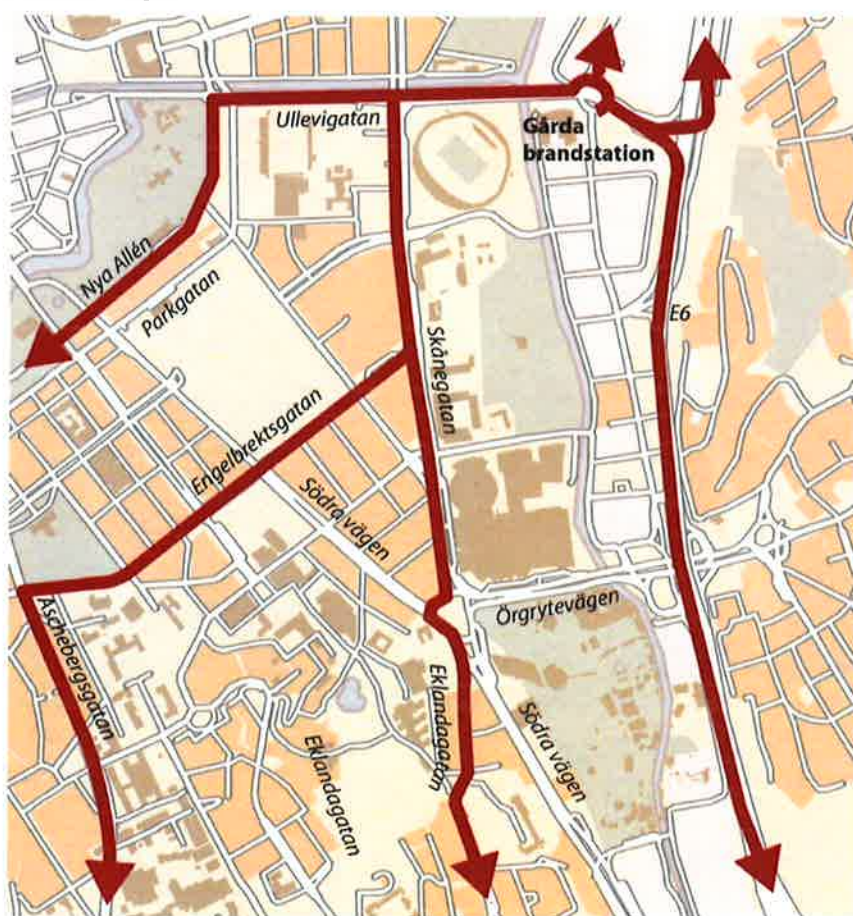 Ullevigatan
Gårda
brandstation
Nya Allén
Parkgatan
E6
Skånegatan
Engelbrektsgatan
Södra vägen
Örgrytevägen
Aschebergsgatan
Eklandagatan
Södra vägen
Eklandagatan